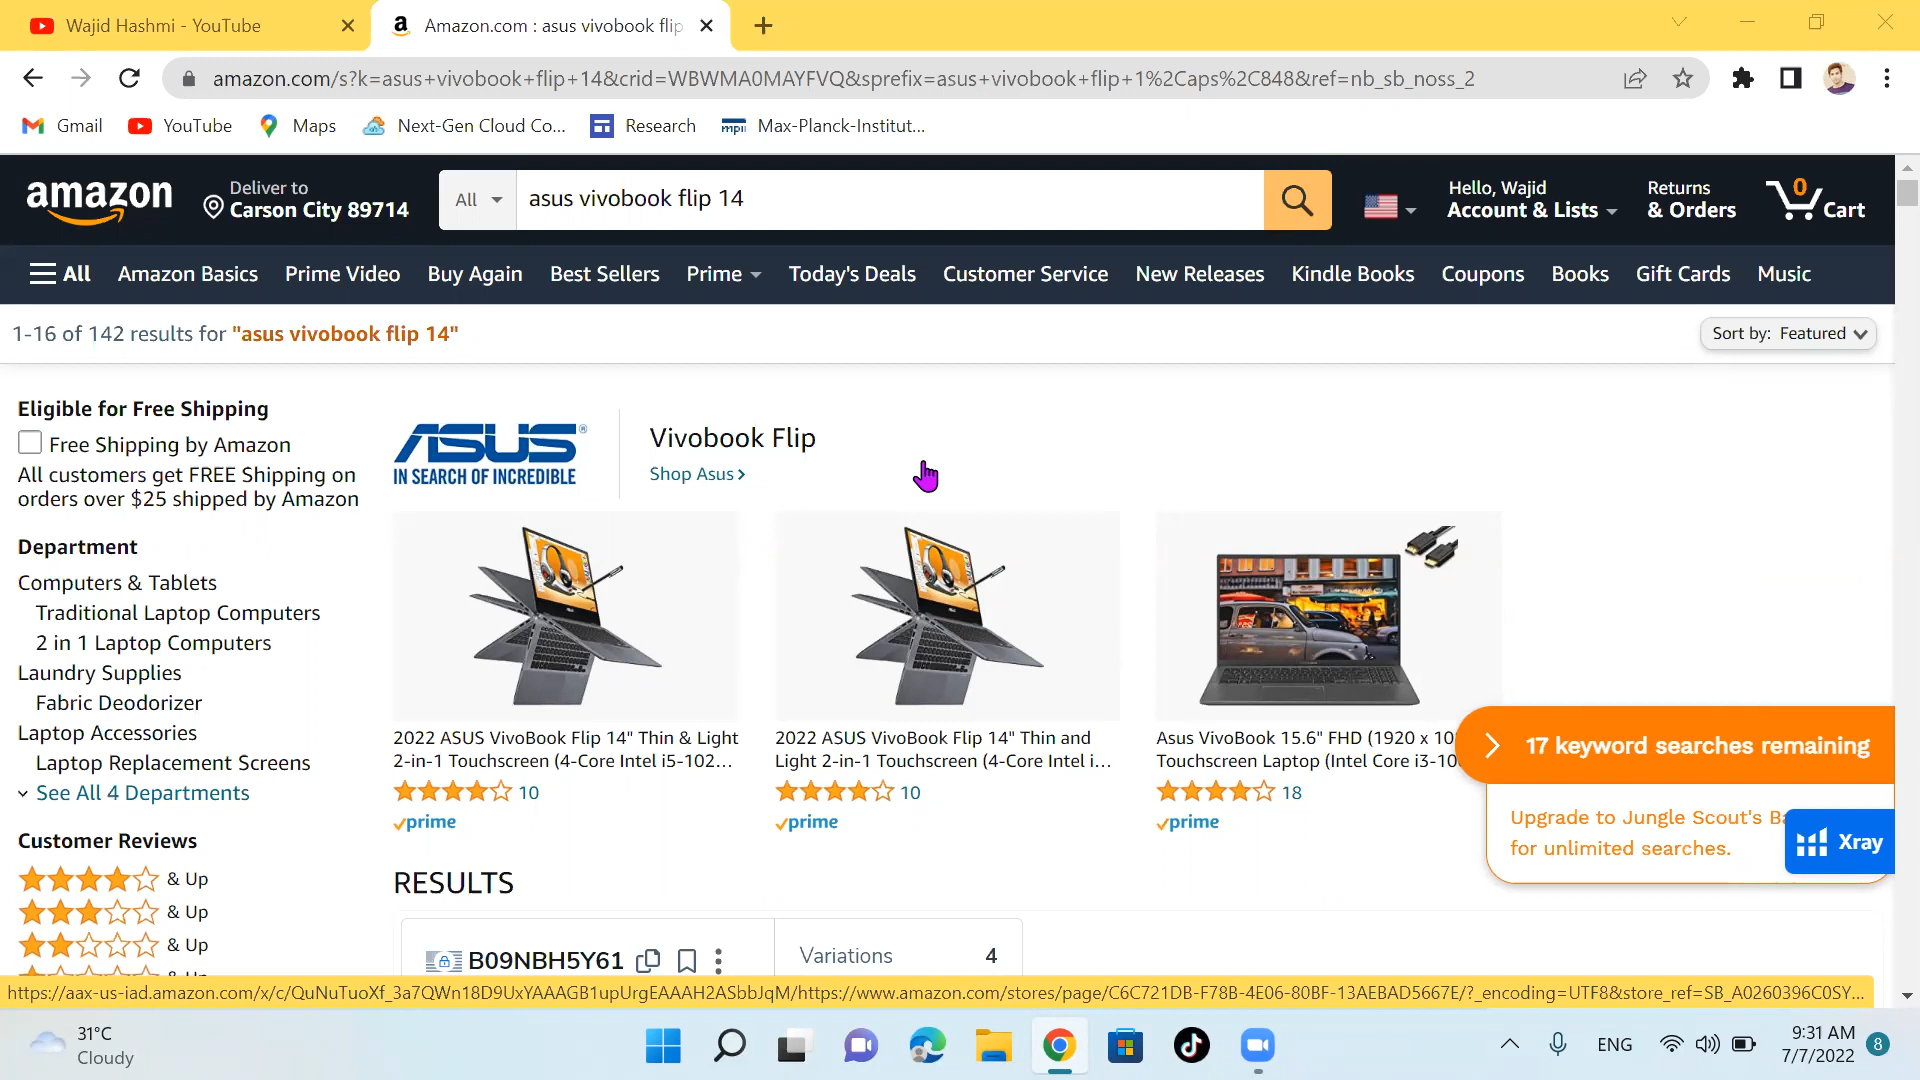 Wajid Hashmi - YouTube
Amazon.com : asus vivobook flip
amazon.com/s?k=asus+vivobook+flip+14&crid=WBWMA0MAYFVQ&sprefix=asus+vivobook+flip+1%2Caps%2C848&ref=nb_sb_noss_2
Gmail YouTube Maps Next-Gen Cloud Co... Research Max-Planck-Institut...
amazon
Deliver to
Carson City 89714
All
asus vivobook flip 14
Hello, Wajid
Account & Lists
Returns
& Orders
0
Cart
All Amazon Basics Prime Video Buy Again Best Sellers Prime Today's Deals Customer Service New Releases Kindle Books Coupons Books Gift Cards Music
1-16 of 142 results for "asus vivobook flip 14"
Sort by: Featured
Eligible for Free Shipping
Free Shipping by Amazon
All customers get FREE Shipping on
orders over $25 shipped by Amazon
Department
Computers & Tablets
Traditional Laptop Computers
2 in 1 Laptop Computers
Laundry Supplies
Fabric Deodorizer
Laptop Accessories
Laptop Replacement Screens
See All 4 Departments
Customer Reviews
& Up
& Up
& Up
ASUS®
IN SEARCH OF INCREDIBLE
Vivobook Flip
Shop Asus
2022 ASUS VivoBook Flip 14" Thin & Light
2-in-1 Touchscreen (4-Core Intel i5-102...
10
prime
2022 ASUS VivoBook Flip 14" Thin and
Light 2-in-1 Touchscreen (4-Core Intel i...
10
prime
Asus VivoBook 15.6" FHD (1920 x 10
Touchscreen Laptop (Intel Core i3-10
18
prime
17 keyword searches remaining
Upgrade to Jungle Scout's Ba
for unlimited searches.
Xray
RESULTS
B09NBH5Y61
Variations 4
https://aax-us-iad.amazon.com/x/c/QuNuTuoXf_3a7QWn18D9UxYAAAGB1upUrgEAAAH2ASbbJqM/https://www.amazon.com/stores/page/C6C721DB-F78B-4E06-80BF-13AEBAD5667E/?_encoding=UTF8&store_ref=SB_A0260396C0SY...
31°C
Cloudy
ENG
9:31 AM
7/7/2022
8